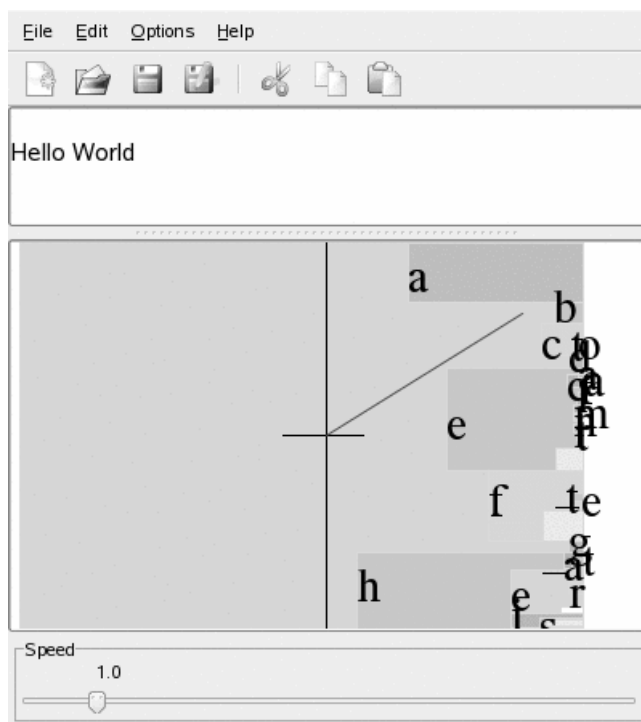 File Edit Options Help
Hello World
a
b
c
e
m
f t e
g
a t
h e r
s
Speed
1.0